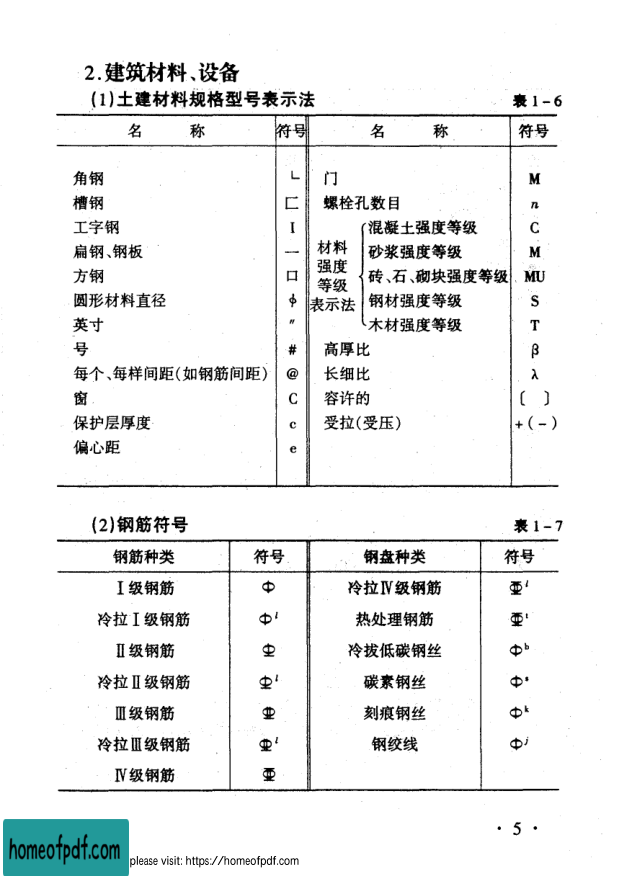 2.建筑材料、设备
(1)土建材料规格型号表示法 表1-6
名 称 符号 名 称 符号
角钢 ∟ 门 M
槽钢 匚 螺栓孔数目 n
工字钢 I 混凝土强度等级 C
扁钢、钢板 — 材料 砂浆强度等级 M
强度
方钢 口 等级 砖、石、砌块强度等级 MU
圆形材料直径 ϕ 表示法 钢材强度等级 S
英寸 ″ 木材强度等级 T
号 # 高厚比 β
每个、每样间距(如钢筋间距) @ 长细比 λ
窗 C 容许的 〔 〕
保护层厚度 c 受拉(受压) +(-)
偏心距 e
(2)钢筋符号 表1-7
钢筋种类 符号 钢盘种类 符号
Ⅰ级钢筋 冷拉Ⅳ级钢筋 l
冷拉Ⅰ级钢筋 l 热处理钢筋 t
Ⅱ级钢筋 冷拔低碳钢丝 b
冷拉Ⅱ级钢筋 l 碳素钢丝 s
Ⅲ级钢筋 刻痕钢丝 k
冷拉Ⅲ级钢筋 l 钢绞线 j
Ⅳ级钢筋
· 5 ·
homeofpdf.com
please visit: https://homeofpdf.com